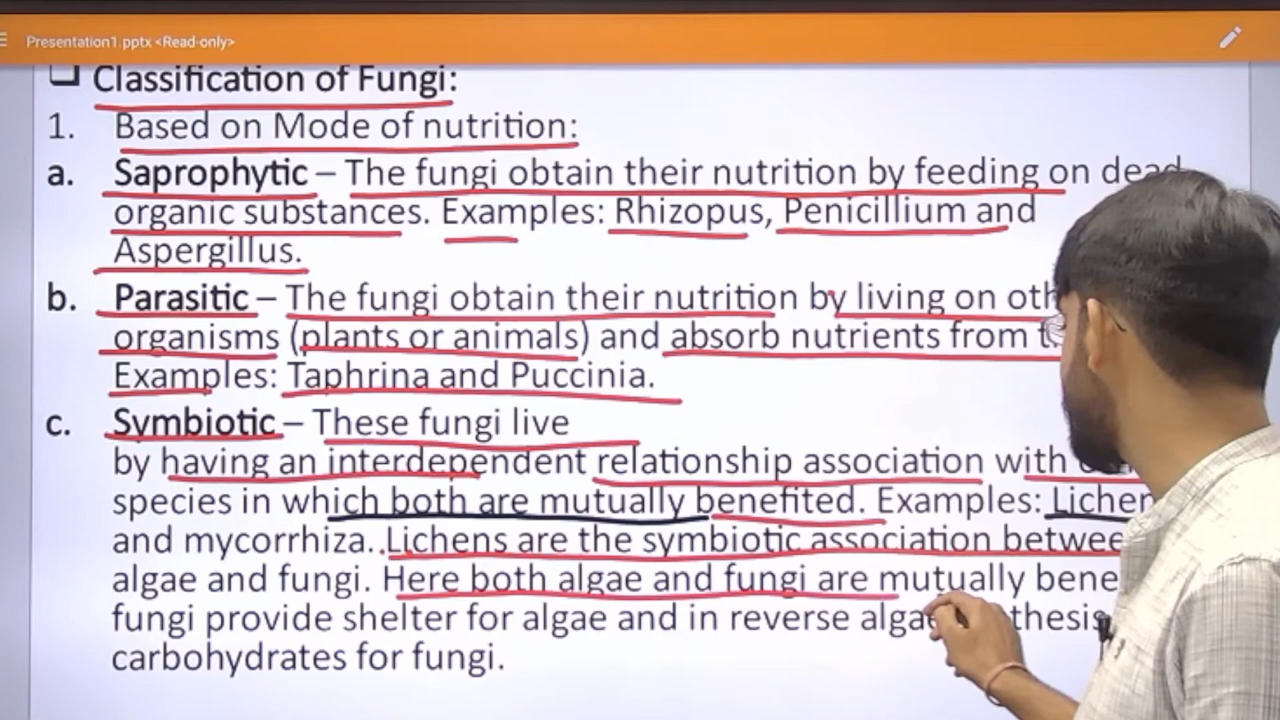 Presentation1.pptx <Read-only>
Classification of Fungi:
1. Based on Mode of nutrition:
a. Saprophytic – The fungi obtain their nutrition by feeding on dead
organic substances. Examples: Rhizopus, Penicillium and
Aspergillus.
b. Parasitic – The fungi obtain their nutrition by living on
organisms (plants or animals) and absorb nutrients from
Examples: Taphrina and Puccinia.
c. Symbiotic – These fungi live
by having an interdependent relationship association with
species in which both are mutually benefited. Examples: Lichen
and mycorrhiza. Lichens are the symbiotic association between
algae and fungi. Here both algae and fungi are mutually
fungi provide shelter for algae and in reverse algae
carbohydrates for fungi.